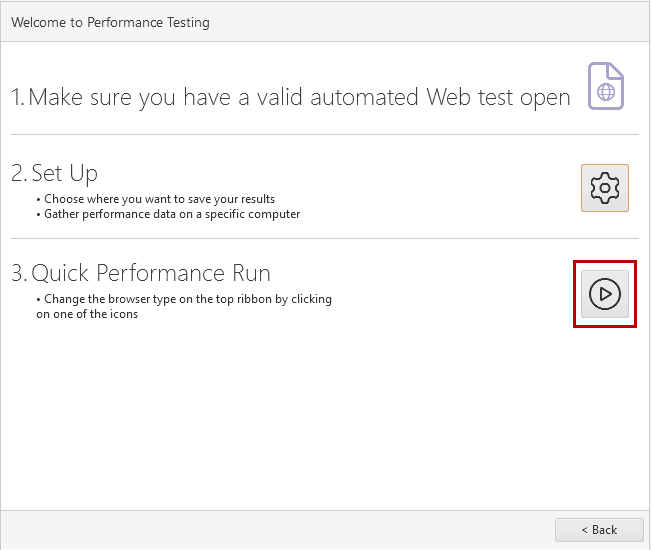 Welcome to Performance Testing
1. Make sure you have a valid automated Web test open
2. Set Up
• Choose where you want to save your results
• Gather performance data on a specific computer
3. Quick Performance Run
• Change the browser type on the top ribbon by clicking
on one of the icons
< Back